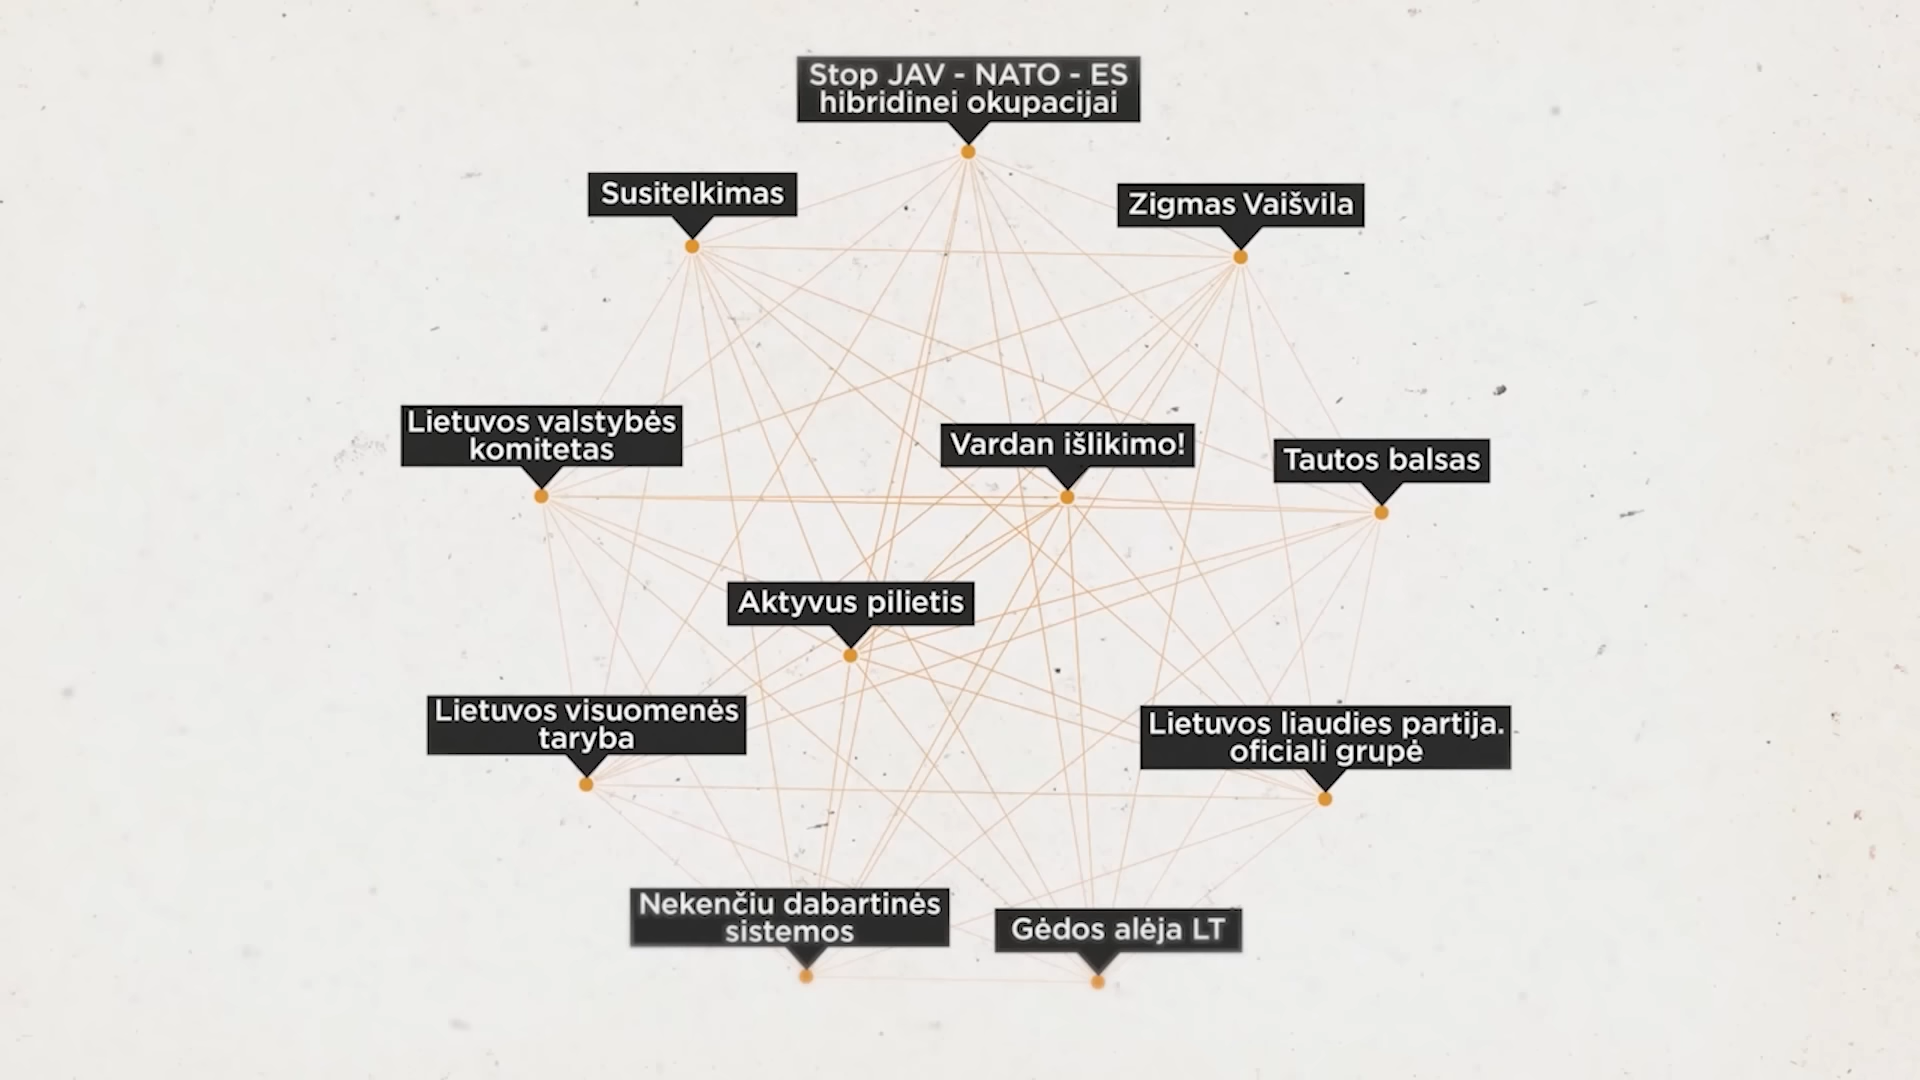 Stop JAV - NATO - ES
hibridinei okupacijai
Susitelkimas
Zigmas Vaišvila
Lietuvos valstybės
komitetas
Vardan išlikimo!
Tautos balsas
Aktyvus pilietis
Lietuvos visuomenės
taryba
Lietuvos liaudies partija.
oficiali grupė
Nekenčiu dabartinės
sistemos
Gėdos alėja LT